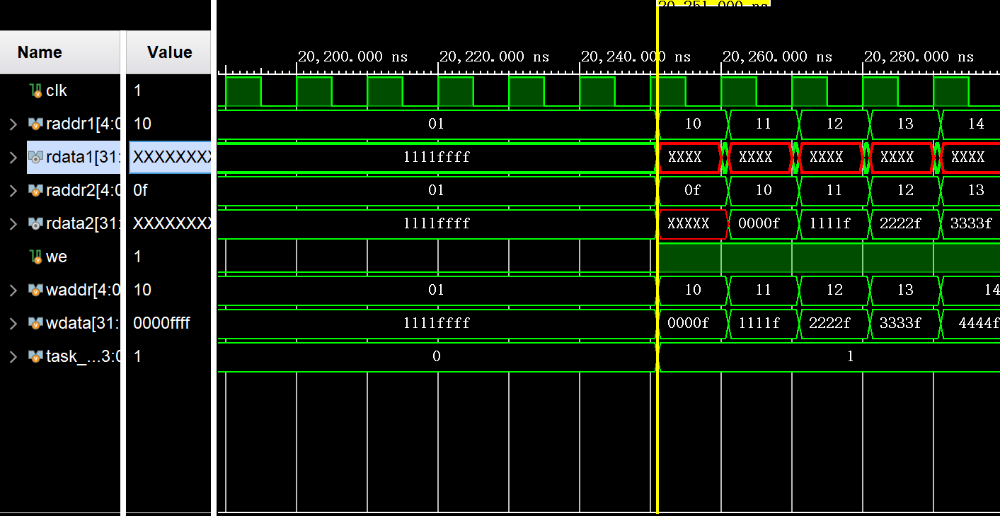 20,251.000 ns
Name Value
20,200.000 ns 20,220.000 ns 20,240.000 ns 20,260.000 ns 20,280.000 ns
clk 1
raddr1[4:0 10 01 10 11 12 13 14
rdata1[31: XXXXXXXX 1111ffff XXXX XXXX XXXX XXXX XXXX
raddr2[4:0 0f 01 0f 10 11 12 13
rdata2[31: XXXXXXXX 1111ffff XXXXX 0000f 1111f 2222f 3333f
we 1
waddr[4:0 10 01 10 11 12 13 14
wdata[31: 0000ffff 1111ffff 0000f 1111f 2222f 3333f 4444f
task_...3:0 1 0 1